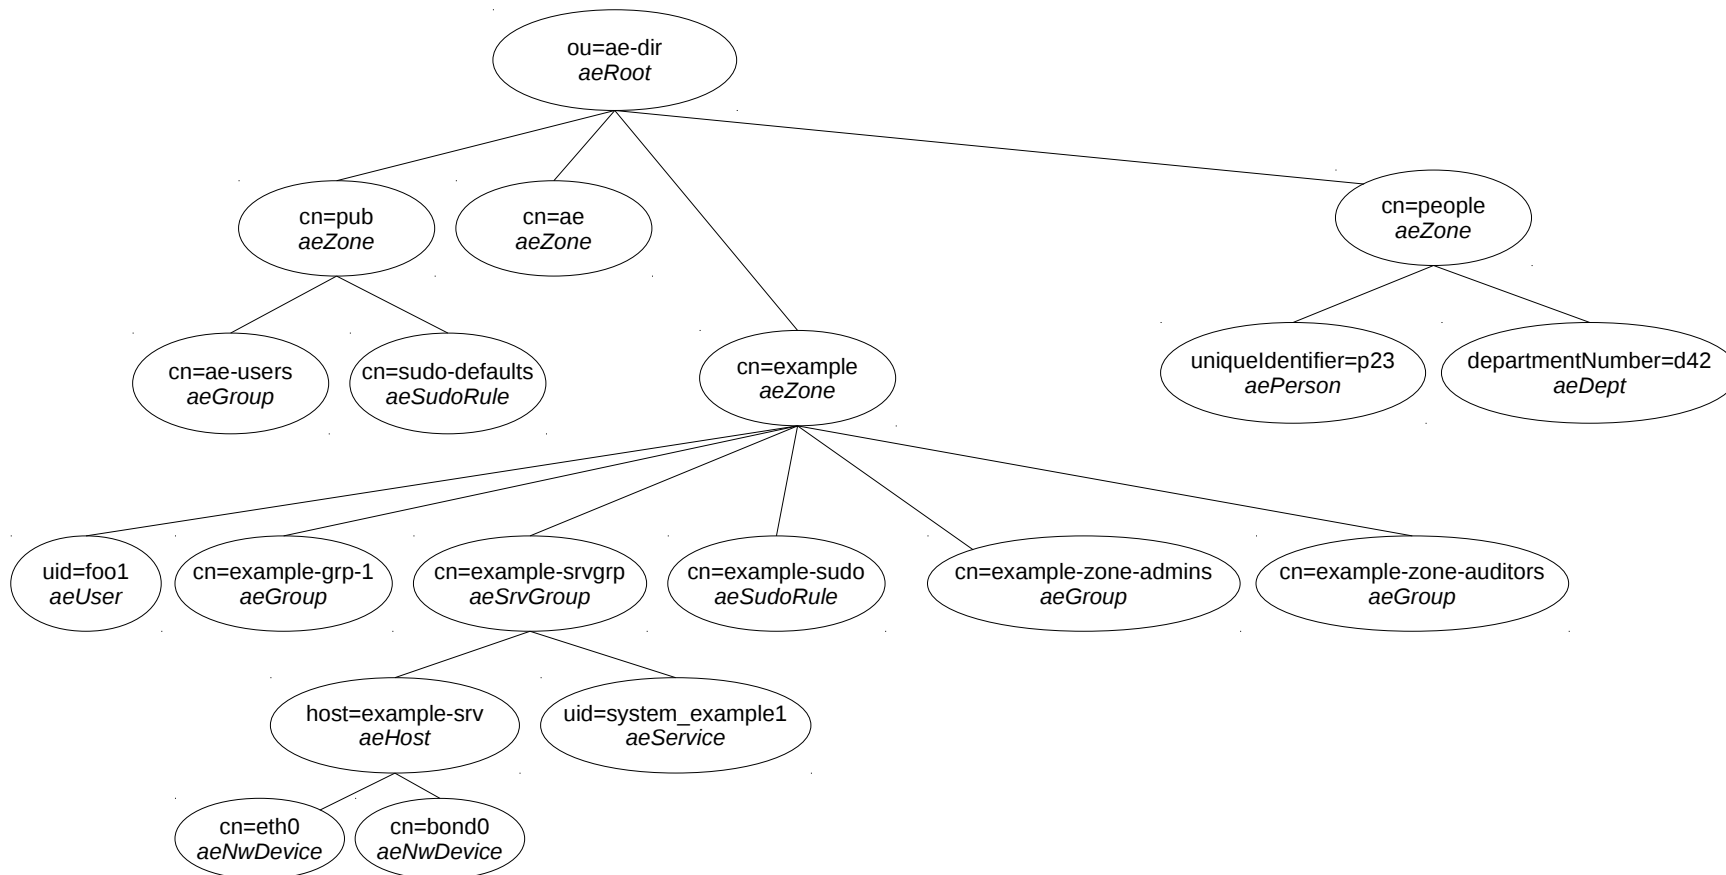 ou=ae-dir
aeRoot
cn=pub
aeZone
cn=ae
aeZone
cn=people
aeZone
cn=ae-users
aeGroup
cn=sudo-defaults
aeSudoRule
cn=example
aeZone
uniqueIdentifier=p23
aePerson
departmentNumber=d42
aeDept
uid=foo1
aeUser
cn=example-grp-1
aeGroup
cn=example-srvgrp
aeSrvGroup
cn=example-sudo
aeSudoRule
cn=example-zone-admins
aeGroup
cn=example-zone-auditors
aeGroup
host=example-srv
aeHost
uid=system_example1
aeService
cn=eth0
aeNwDevice
cn=bond0
aeNwDevice